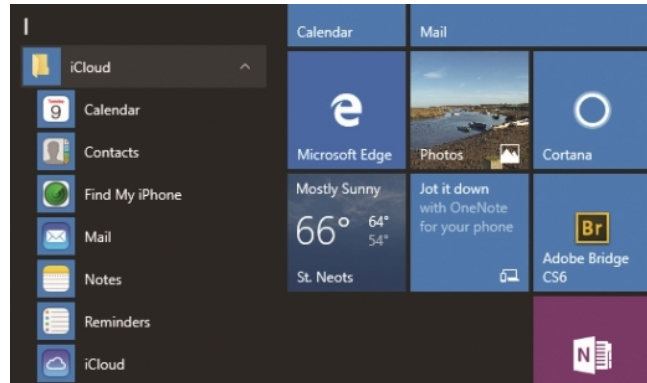 I
iCloud
Calendar
Contacts
Find My iPhone
Mail
Notes
Reminders
iCloud
Calendar
Mail
Microsoft Edge
Photos
Cortana
Mostly Sunny
66° 64°
54°
St. Neots
Jot it down
with OneNote
for your phone
Br
Adobe Bridge
CS6
Tuesday
9
N